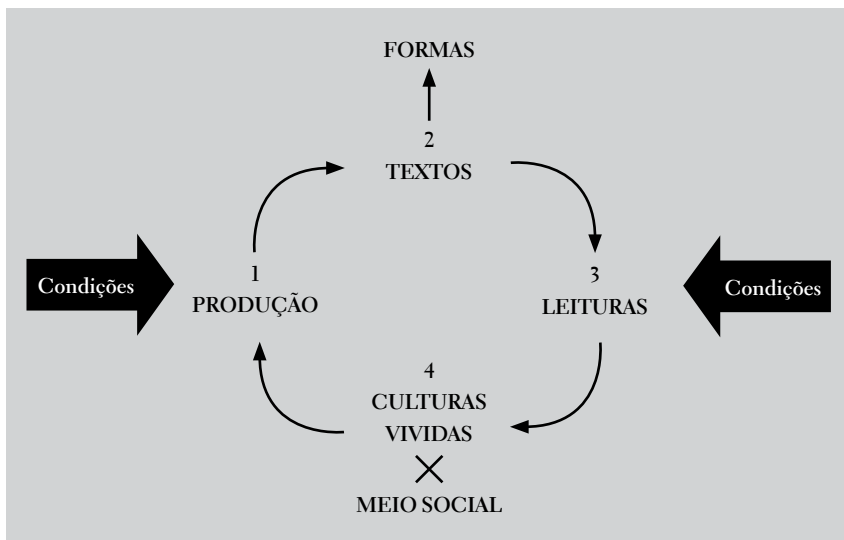 FORMAS
2
TEXTOS
Condições
1
PRODUÇÃO
3
LEITURAS
Condições
4
CULTURAS
VIVIDAS
MEIO SOCIAL